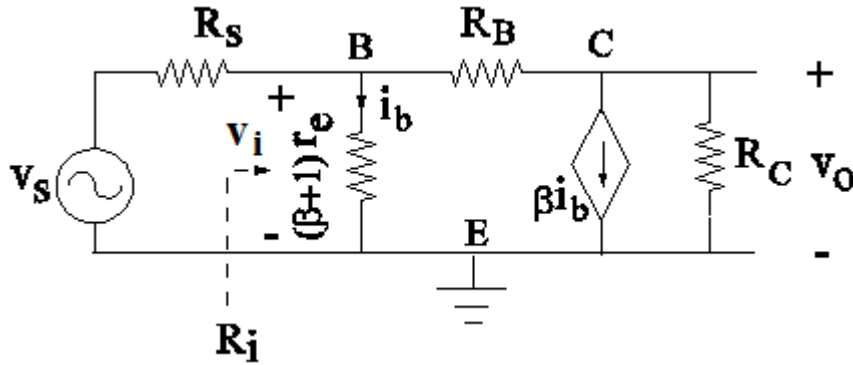 R_s
B
R_B
C
+
+
i_b
v_i
(β+1) r_e
v_s
βi_b
R_C
v_o
-
E
-
R_i